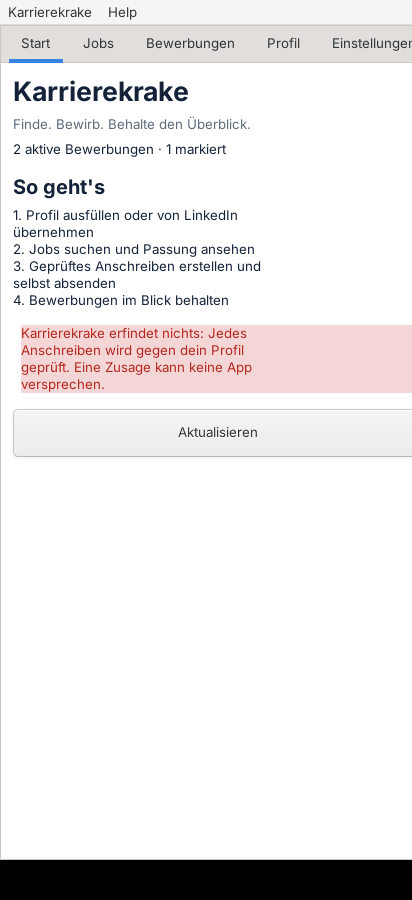 Karrierekrake Help
Start Jobs Bewerbungen Profil Einstellungen
Karrierekrake
Finde. Bewirb. Behalte den Überblick.
2 aktive Bewerbungen · 1 markiert
So geht's
1. Profil ausfüllen oder von LinkedIn
übernehmen
2. Jobs suchen und Passung ansehen
3. Geprüftes Anschreiben erstellen und
selbst absenden
4. Bewerbungen im Blick behalten
Karrierekrake erfindet nichts: Jedes
Anschreiben wird gegen dein Profil
geprüft. Eine Zusage kann keine App
versprechen.
Aktualisieren